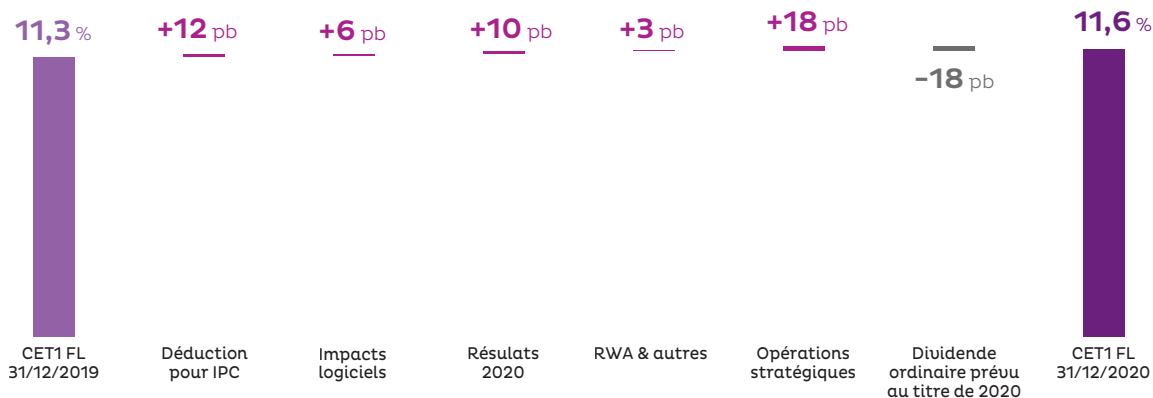 11,3 %
+12 pb
+6 pb
+10 pb
+3 pb
+18 pb
-18 pb
11,6 %
CET1 FL
31/12/2019
Déduction
pour IPC
Impacts
logiciels
Résulats
2020
RWA & autres
Opérations
stratégiques
Dividende
ordinaire prévu
au titre de 2020
CET1 FL
31/12/2020